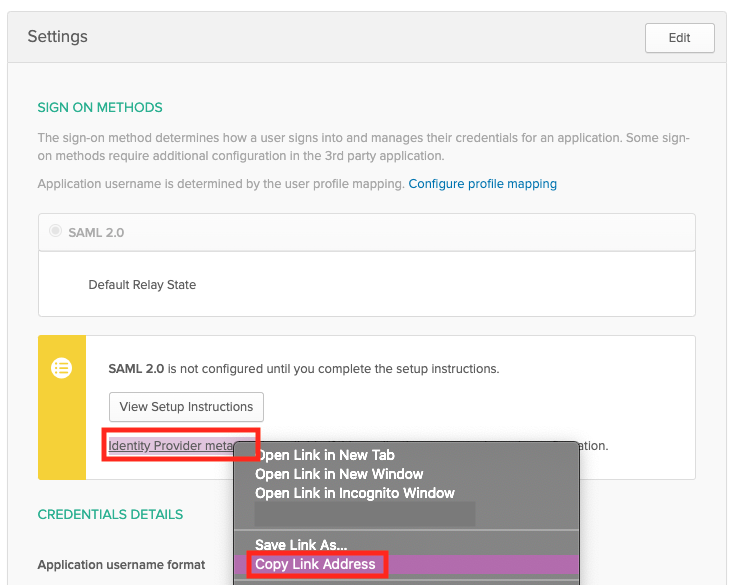 Settings
Edit
SIGN ON METHODS
The sign-on method determines how a user signs into and manages their credentials for an application. Some sign-
on methods require additional configuration in the 3rd party application.
Application username is determined by the user profile mapping. Configure profile mapping
SAML 2.0
Default Relay State
SAML 2.0 is not configured until you complete the setup instructions.
View Setup Instructions
Identity Provider meta
ation.
Open Link in New Tab
Open Link in New Window
Open Link in Incognito Window
Save Link As...
Copy Link Address
CREDENTIALS DETAILS
Application username format